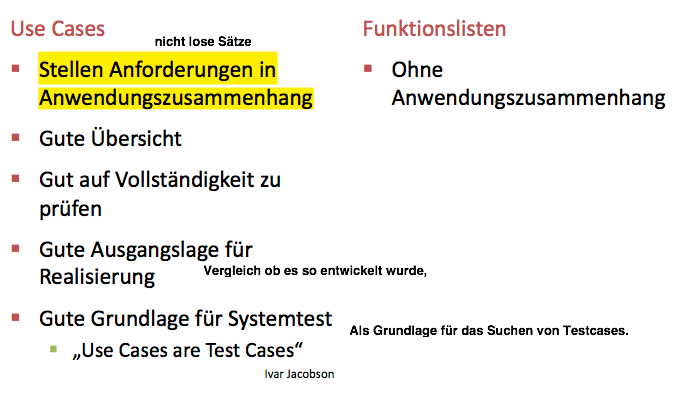 Use Cases
nicht lose Sätze
Stellen Anforderungen in
Anwendungszusammenhang
Gute Übersicht
Gut auf Vollständigkeit zu
prüfen
Gute Ausgangslage für
Realisierung
Vergleich ob es so entwickelt wurde,
Gute Grundlage für Systemtest
Als Grundlage für das Suchen von Testcases.
„Use Cases are Test Cases“
Ivar Jacobson
Funktionslisten
Ohne
Anwendungszusammenhang